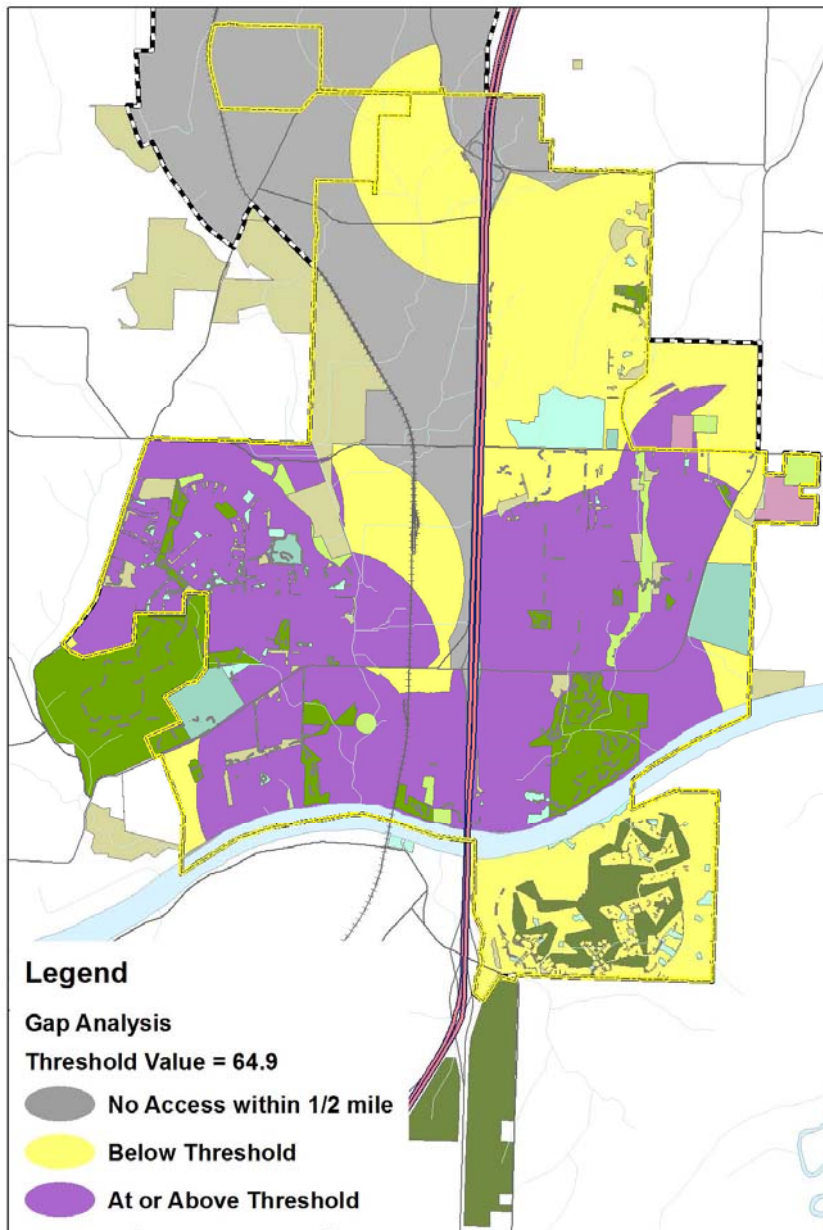 Legend
Gap Analysis
Threshold Value = 64.9
No Access within 1/2 mile
Below Threshold
At or Above Threshold